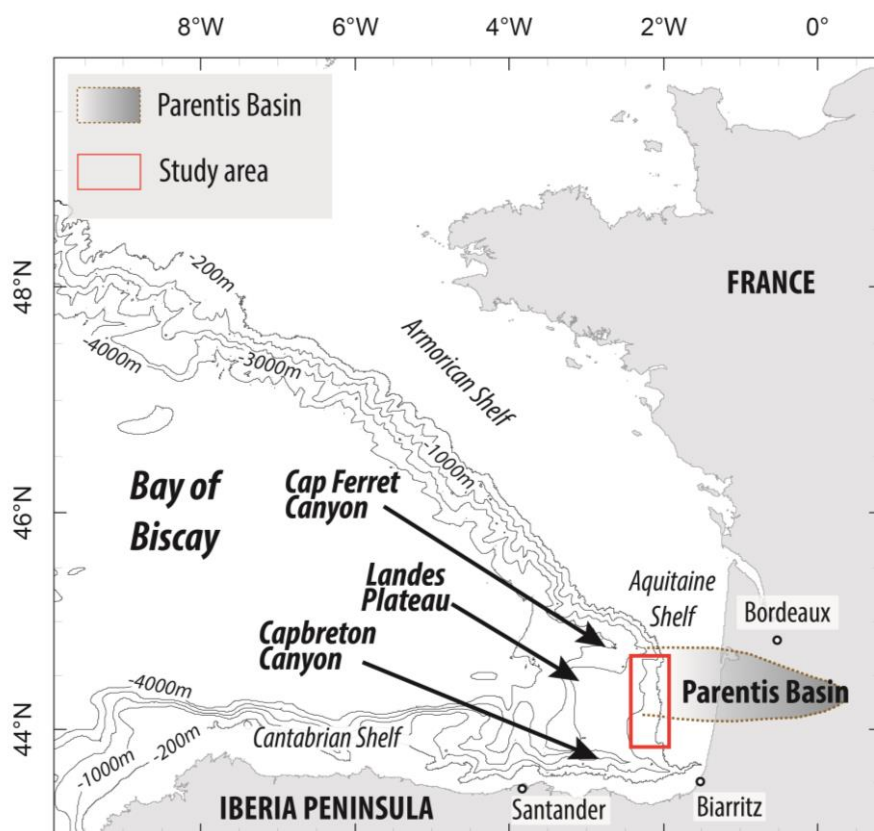 8°W
6°W
4°W
2°W
0°
Parentis Basin
Study area
48°N
46°N
44°N
-200m
-3000m
-4000m
FRANCE
Armorican Shelf
-1000m
Bay of
Biscay
Cap Ferret
Canyon
Landes
Plateau
Capbreton
Canyon
Aquitaine
Shelf
Bordeaux
Parentis Basin
-4000m
Cantabrian Shelf
-200m
-1000m
IBERIA PENINSULA
Santander
Biarritz